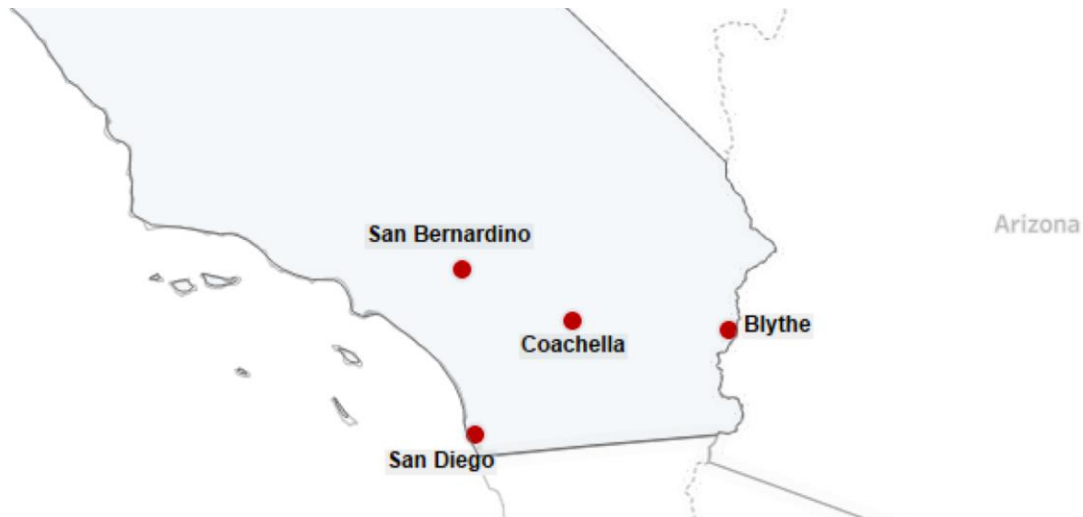 Arizona
San Bernardino
Blythe
Coachella
San Diego